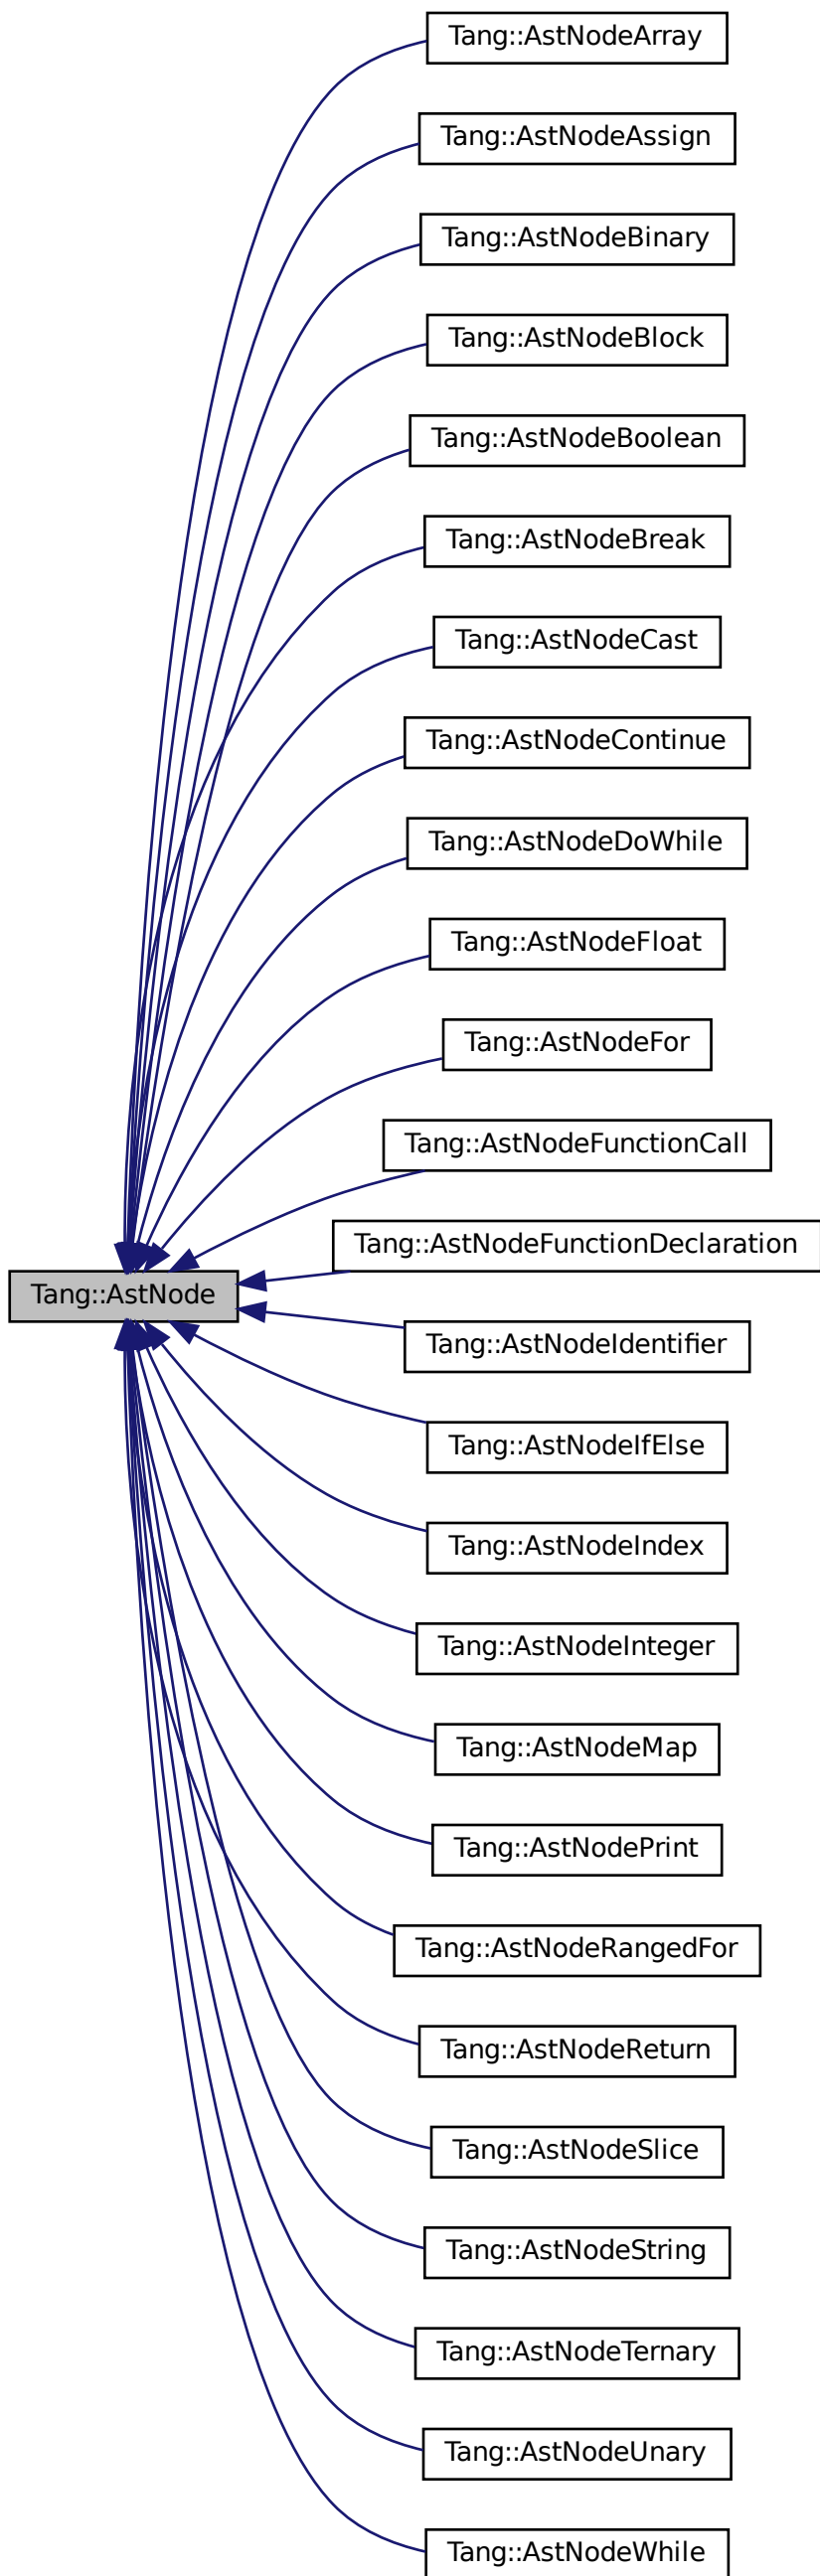 Tang::AstNodeArray
Tang::AstNodeAssign
Tang::AstNodeBinary
Tang::AstNodeBlock
Tang::AstNodeBoolean
Tang::AstNodeBreak
Tang::AstNodeCast
Tang::AstNodeContinue
Tang::AstNodeDoWhile
Tang::AstNodeFloat
Tang::AstNodeFor
Tang::AstNodeFunctionCall
Tang::AstNodeFunctionDeclaration
Tang::AstNode
Tang::AstNodeIdentifier
Tang::AstNodeIfElse
Tang::AstNodeIndex
Tang::AstNodeInteger
Tang::AstNodeMap
Tang::AstNodePrint
Tang::AstNodeRangedFor
Tang::AstNodeReturn
Tang::AstNodeSlice
Tang::AstNodeString
Tang::AstNodeTernary
Tang::AstNodeUnary
Tang::AstNodeWhile